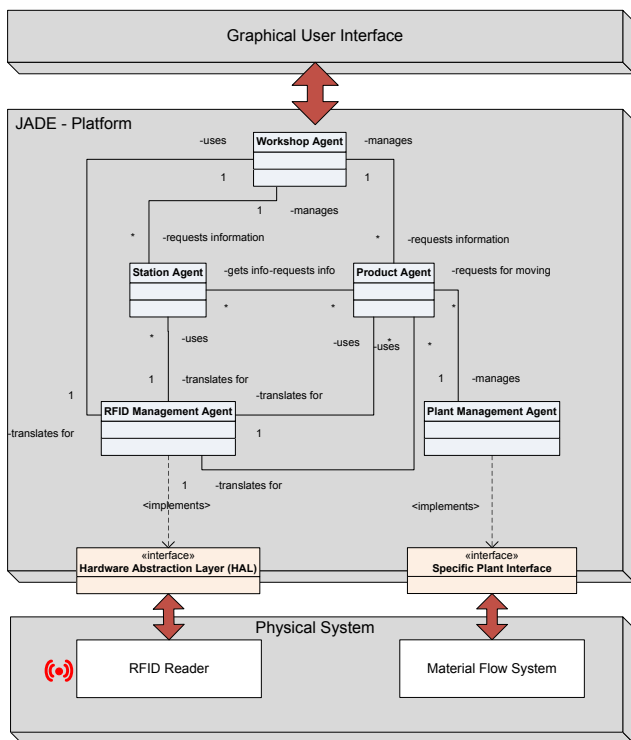 Graphical User Interface
JADE - Platform
-uses
Workshop Agent
-manages
1
1
1
-manages
*
-requests information
*
-requests information
Station Agent
-gets info-requests info
Product Agent
-requests for moving
*
*
*
*
-uses
-uses
*
-uses
*
1
-translates for
1
-manages
1
-translates for
RFID Management Agent
Plant Management Agent
-translates for
1
1
-translates for
<implements>
<implements>
«interface»
Hardware Abstraction Layer (HAL)
«interface»
Specific Plant Interface
Physical System
RFID Reader
Material Flow System